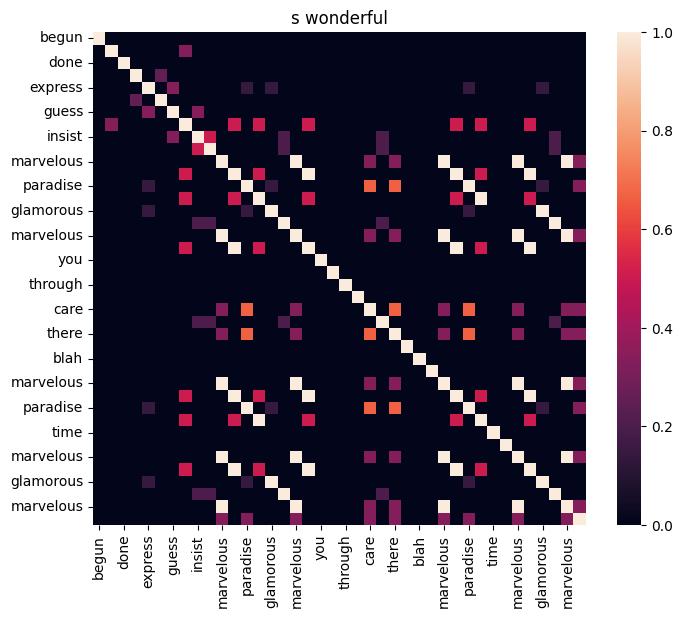 s wonderful
begun
done
express
guess
insist
marvelous
paradise
glamorous
marvelous
you
through
care
there
blah
marvelous
paradise
time
marvelous
glamorous
marvelous
begun
done
express
guess
insist
marvelous
paradise
glamorous
marvelous
you
through
care
there
blah
marvelous
paradise
time
marvelous
glamorous
marvelous
1.0
0.8
0.6
0.4
0.2
0.0